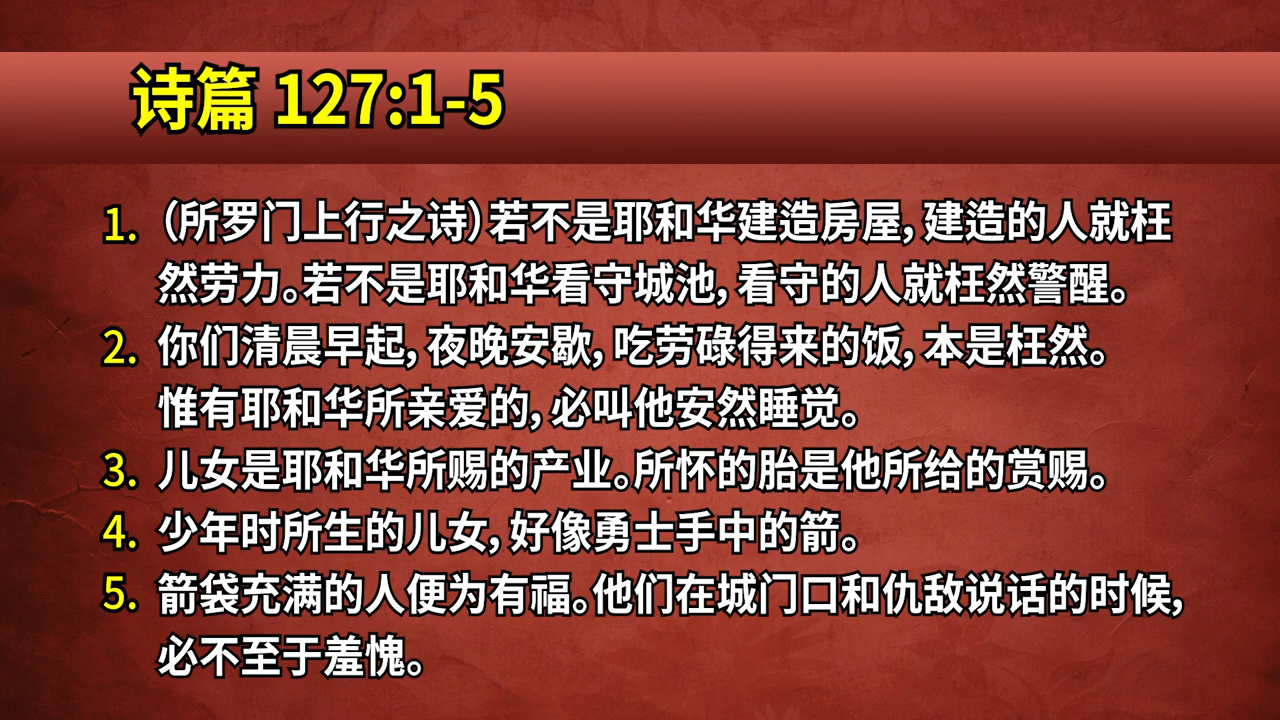 诗篇 127:1-5
1. （所罗门上行之诗）若不是耶和华建造房屋，建造的人就枉
然劳力。若不是耶和华看守城池，看守的人就枉然警醒。
2. 你们清晨早起，夜晚安歇，吃劳碌得来的饭，本是枉然。
惟有耶和华所亲爱的，必叫他安然睡觉。
3. 儿女是耶和华所赐的产业。所怀的胎是他所给的赏赐。
4. 少年时所生的儿女，好像勇士手中的箭。
5. 箭袋充满的人便为有福。他们在城门口和仇敌说话的时候，
必不至于羞愧。